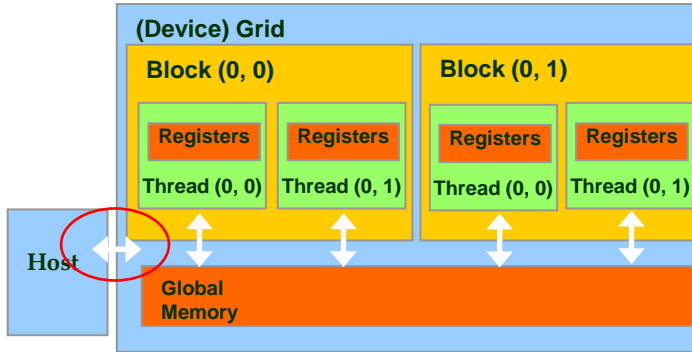 (Device) Grid
Block (0, 0)
Registers
Thread (0, 0)
Registers
Thread (0, 1)
Block (0, 1)
Registers
Thread (0, 0)
Registers
Thread (0, 1)
Host
Global
Memory